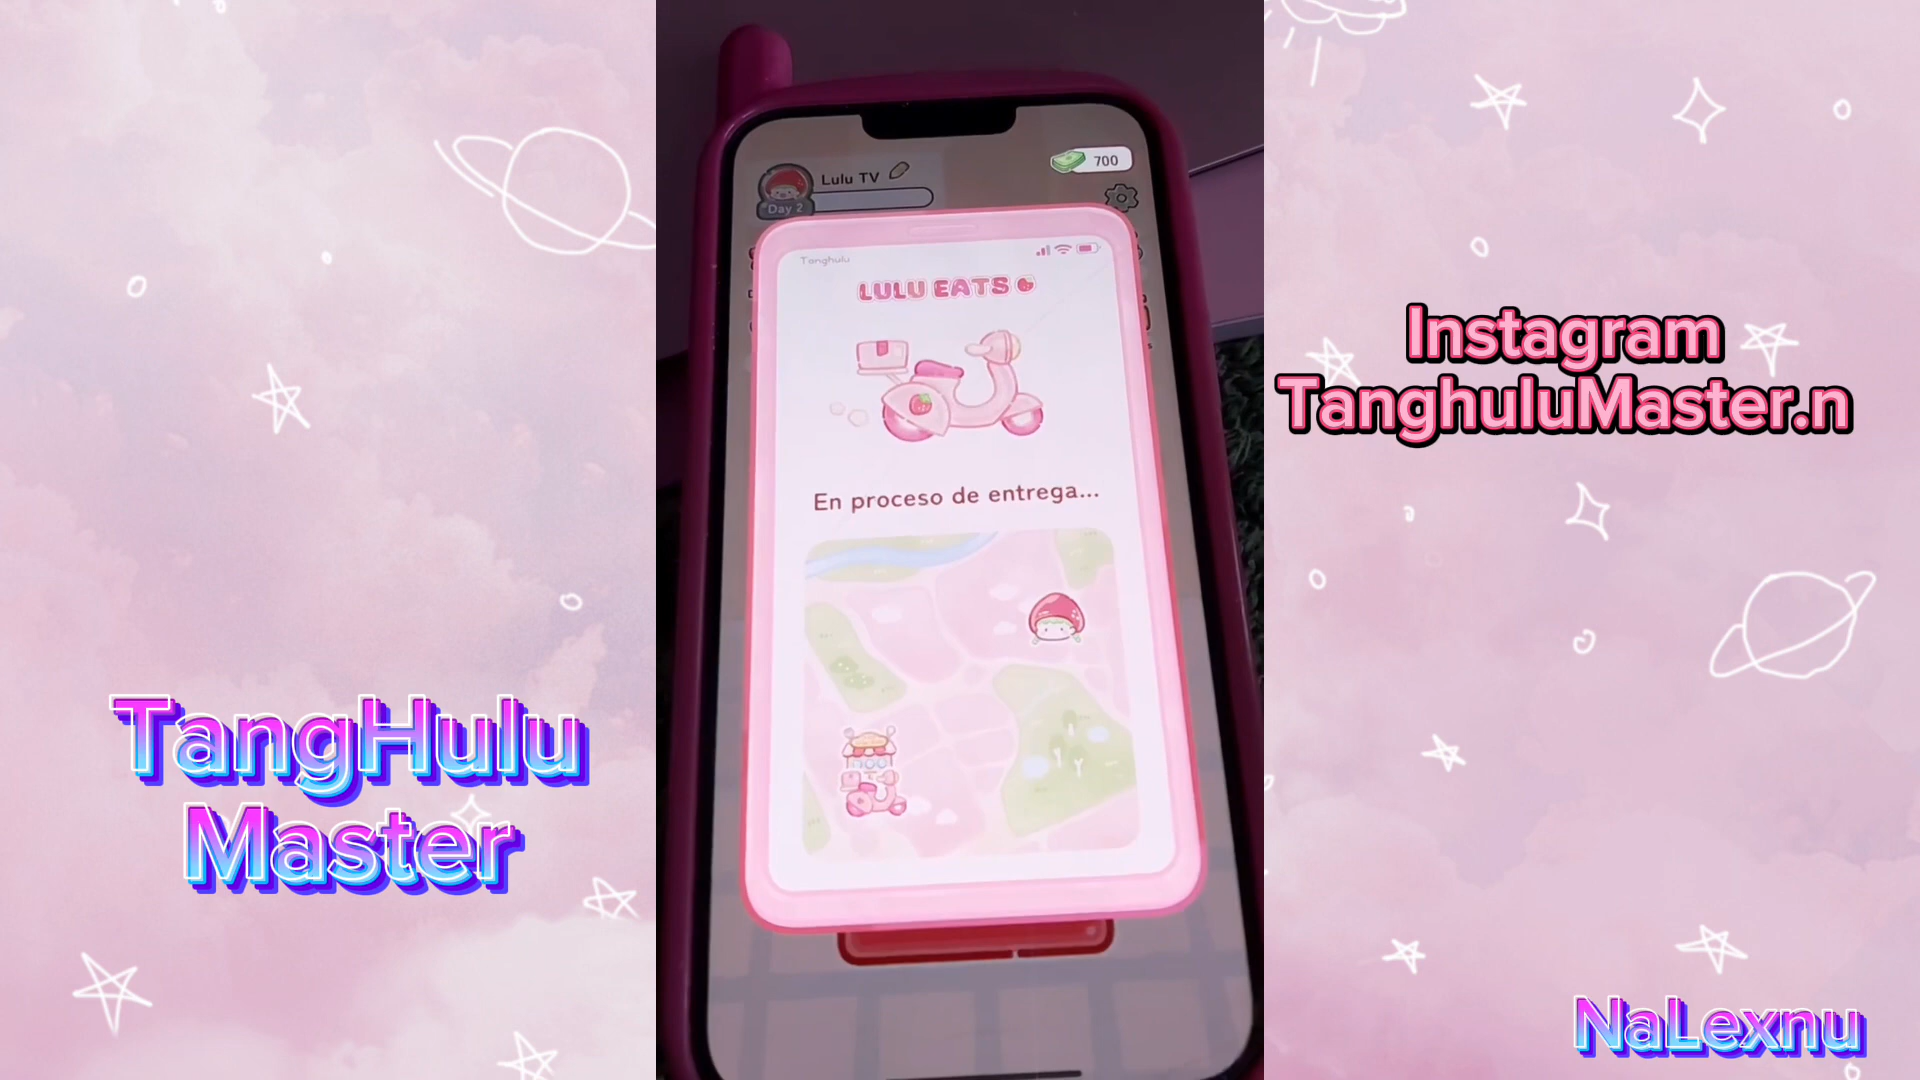 TangHulu
Master
Lulu TV
Day 2
700
Tanghulu
LULU EATS
En proceso de entrega...
Instagram
TanghuluMaster.n
NaLexnu